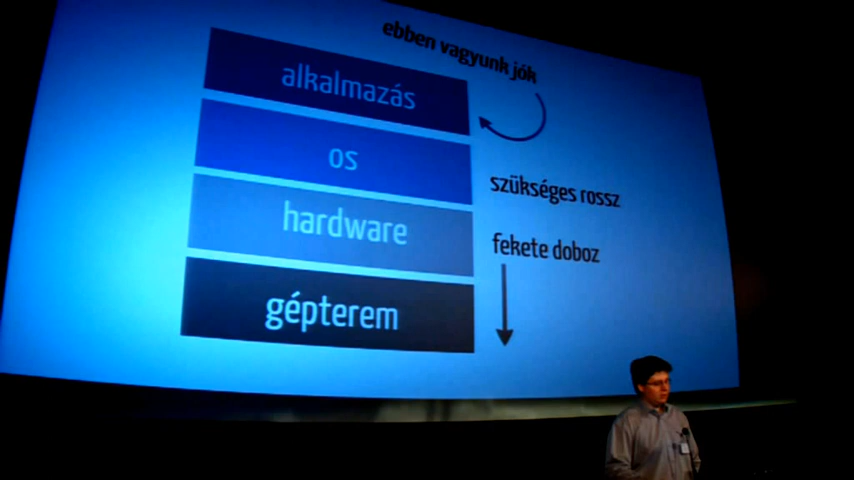 ebben vagyunk jók
alkalmazás
os
szükséges rossz
hardware
fekete doboz
gépterem